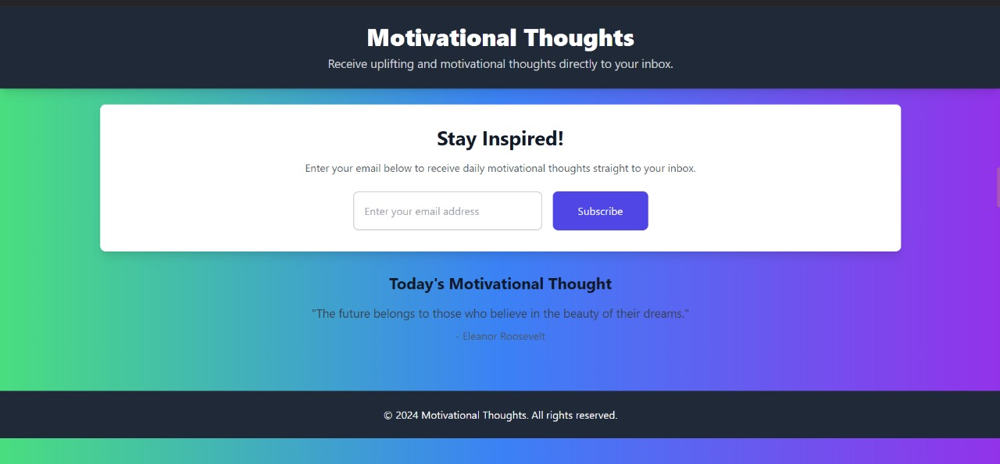 Motivational Thoughts
Receive uplifting and motivational thoughts directly to your inbox.
Stay Inspired!
Enter your email below to receive daily motivational thoughts straight to your inbox.
Enter your email address
Subscribe
Today's Motivational Thought
"The future belongs to those who believe in the beauty of their dreams."
- Eleanor Roosevelt
© 2024 Motivational Thoughts. All rights reserved.